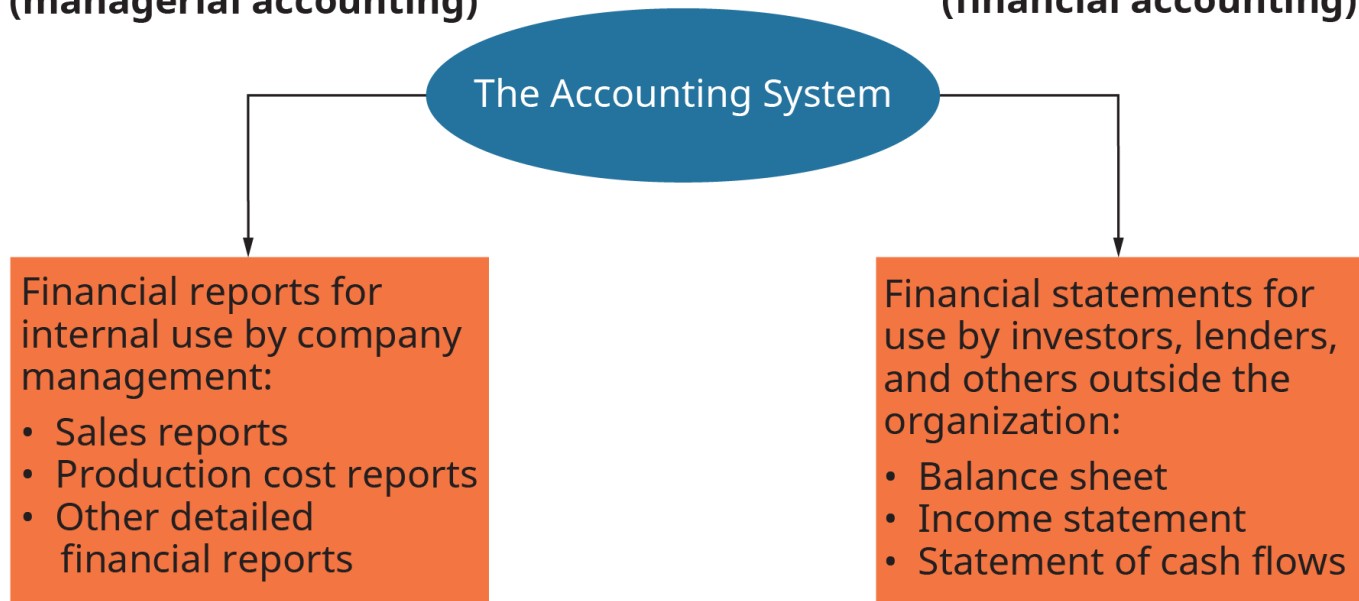 (managerial accounting)
(financial accounting)
The Accounting System
Financial reports for
internal use by company
management:
• Sales reports
• Production cost reports
• Other detailed
financial reports
Financial statements for
use by investors, lenders,
and others outside the
organization:
• Balance sheet
• Income statement
• Statement of cash flows